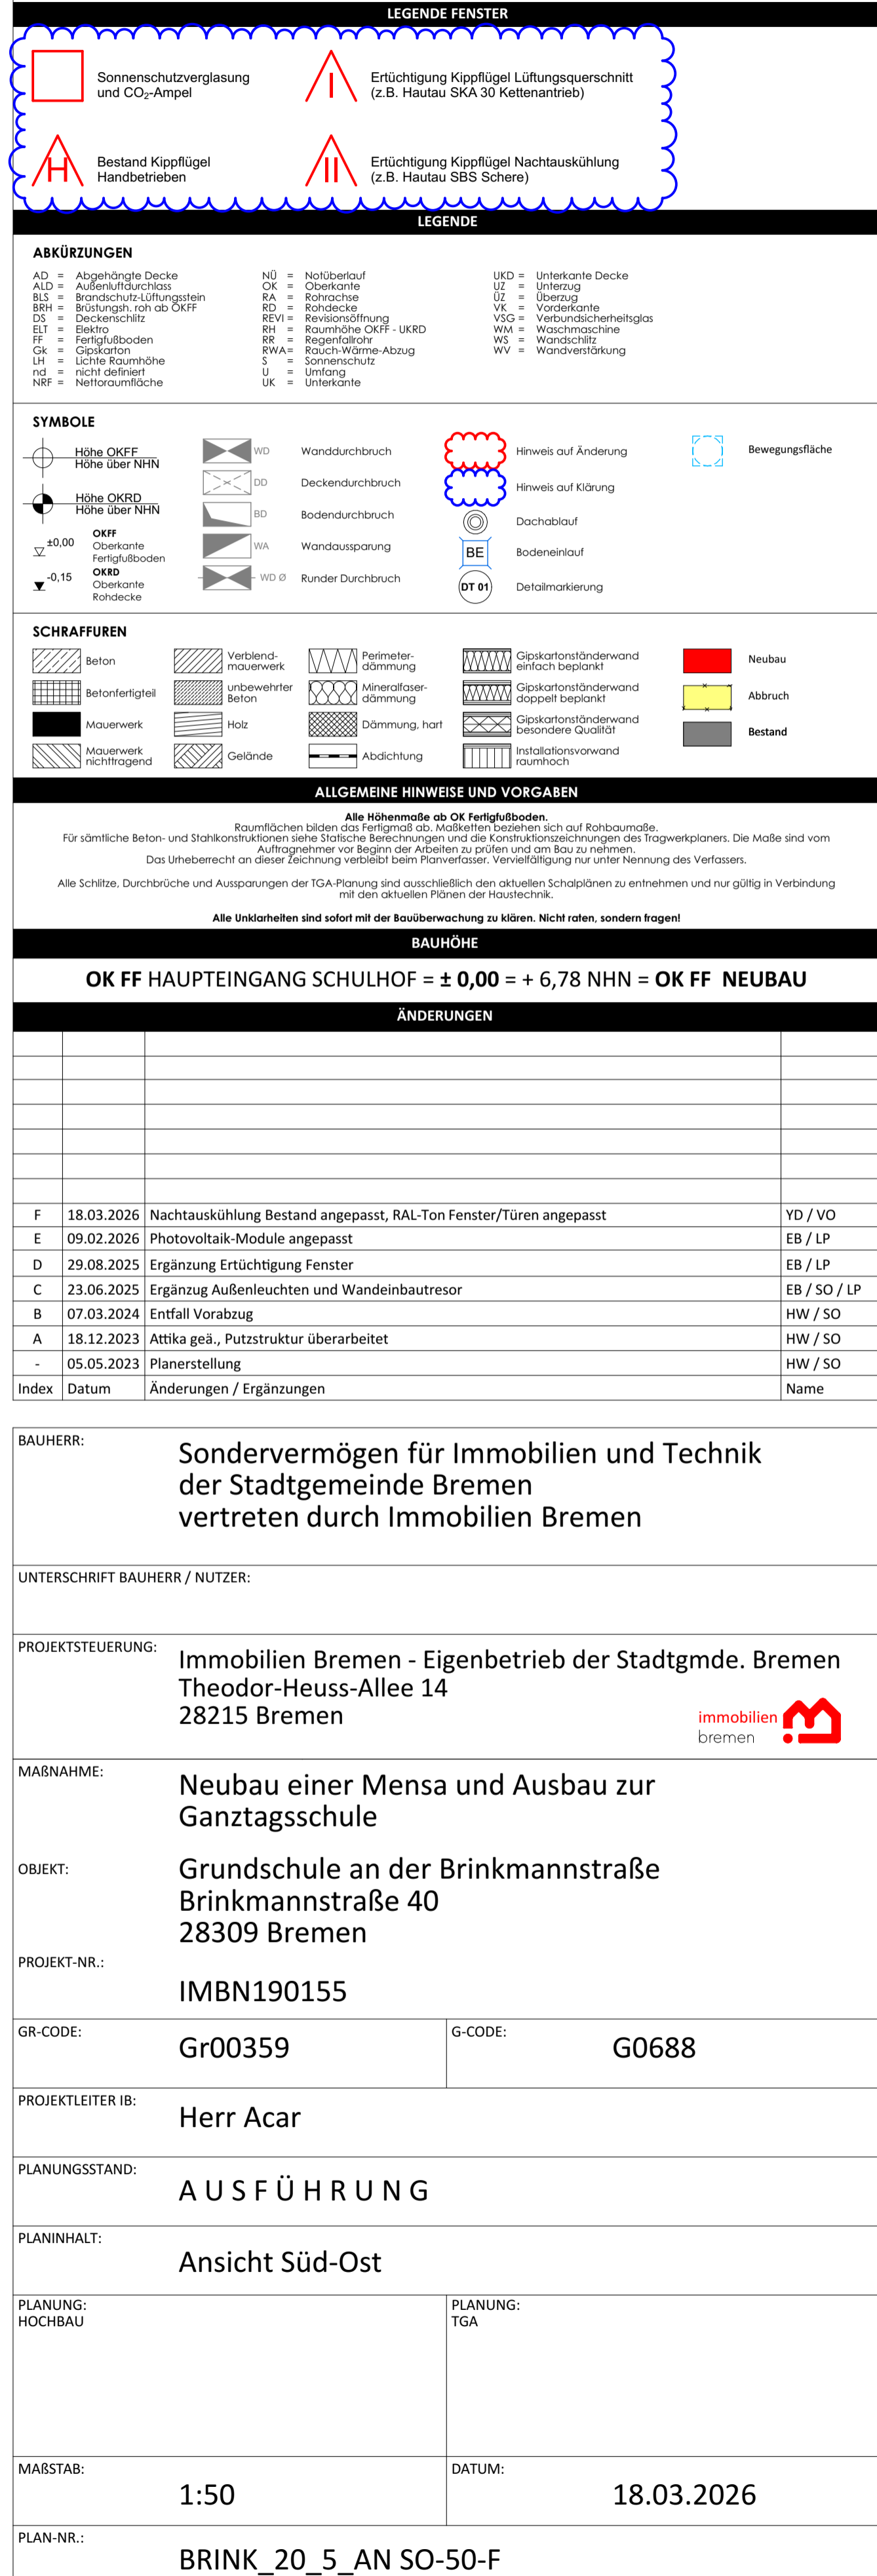 LEGENDE FENSTER
Sonnenschutzverglasung
und CO₂-Ampel
I
Ertüchtigung Kippflügel Lüftungsquerschnitt
(z.B. Hautau SKA 30 Kettenantrieb)
H
Bestand Kippflügel
Handbetrieben
II
Ertüchtigung Kippflügel Nachtauskühlung
(z.B. Hautau SBS Schere)
LEGENDE
ABKÜRZUNGEN
AD = Abgehängte Decke
ALD = Außenluftdurchlass
BLS = Brandschutz-Lüftungsstein
BRH = Brüstungsh. roh ab OKFF
DS = Deckenschlitz
ELT = Elektro
FF = Fertigfußboden
Gk = Gipskarton
LH = Lichte Raumhöhe
nd = nicht definiert
NRF = Nettoraumfläche
NÜ = Notüberlauf
OK = Oberkante
RA = Rohrachse
RD = Rohdecke
REVI = Revisionsöffnung
RH = Raumhöhe OKFF - UKRD
RR = Regenfallrohr
RWA= Rauch-Wärme-Abzug
S = Sonnenschutz
U = Umfang
UK = Unterkante
UKD = Unterkante Decke
UZ = Unterzug
ÜZ = Überzug
VK = Vorderkante
VSG = Verbundsicherheitsglas
WM = Waschmaschine
WS = Wandschlitz
WV = Wandverstärkung
SYMBOLE
Höhe OKFF
Höhe über NHN
Höhe OKRD
Höhe über NHN
±0,00
OKFF
Oberkante
Fertigfußboden
-0,15
OKRD
Oberkante
Rohdecke
WD Wanddurchbruch
DD Deckendurchbruch
BD Bodendurchbruch
WA Wandaussparung
WD Ø Runder Durchbruch
Hinweis auf Änderung
Hinweis auf Klärung
Dachablauf
BE Bodeneinlauf
DT 01 Detailmarkierung
Bewegungsfläche
SCHRAFFUREN
Beton
Betonfertigteil
Mauerwerk
Mauerwerk
nichttragend
Verblend-
mauerwerk
unbewehrter
Beton
Holz
Gelände
Perimeter-
dämmung
Mineralfaser-
dämmung
Dämmung, hart
Abdichtung
Gipskartonständerwand
einfach beplankt
Gipskartonständerwand
doppelt beplankt
Gipskartonständerwand
besondere Qualität
Installationsvorwand
raumhoch
Neubau
Abbruch
Bestand
ALLGEMEINE HINWEISE UND VORGABEN
Alle Höhenmaße ab OK Fertigfußboden.
Raumflächen bilden das Fertigmaß ab. Maßketten beziehen sich auf Rohbaumaße.
Für sämtliche Beton- und Stahlkonstruktionen siehe Statische Berechnungen und die Konstruktionszeichnungen des Tragwerkplaners. Die Maße sind vom
Auftragnehmer vor Beginn der Arbeiten zu prüfen und am Bau zu nehmen.
Das Urheberrecht an dieser Zeichnung verbleibt beim Planverfasser. Vervielfältigung nur unter Nennung des Verfassers.
Alle Schlitze, Durchbrüche und Aussparungen der TGA-Planung sind ausschließlich den aktuellen Schalplänen zu entnehmen und nur gültig in Verbindung
mit den aktuellen Plänen der Haustechnik.
Alle Unklarheiten sind sofort mit der Bauüberwachung zu klären. Nicht raten, sondern fragen!
BAUHÖHE
OK FF HAUPTEINGANG SCHULHOF = ± 0,00 = + 6,78 NHN = OK FF NEUBAU
ÄNDERUNGEN
F 18.03.2026 Nachtauskühlung Bestand angepasst, RAL-Ton Fenster/Türen angepasst YD / VO
E 09.02.2026 Photovoltaik-Module angepasst EB / LP
D 29.08.2025 Ergänzung Ertüchtigung Fenster EB / LP
C 23.06.2025 Ergänzug Außenleuchten und Wandeinbautresor EB / SO / LP
B 07.03.2024 Entfall Vorabzug HW / SO
A 18.12.2023 Attika geä., Putzstruktur überarbeitet HW / SO
- 05.05.2023 Planerstellung HW / SO
Index Datum Änderungen / Ergänzungen Name
BAUHERR:
Sondervermögen für Immobilien und Technik
der Stadtgemeinde Bremen
vertreten durch Immobilien Bremen
UNTERSCHRIFT BAUHERR / NUTZER:
PROJEKTSTEUERUNG:
Immobilien Bremen - Eigenbetrieb der Stadtgmde. Bremen
Theodor-Heuss-Allee 14
28215 Bremen
immobilien
bremen
MAßNAHME:
Neubau einer Mensa und Ausbau zur
Ganztagsschule
OBJEKT:
Grundschule an der Brinkmannstraße
Brinkmannstraße 40
28309 Bremen
PROJEKT-NR.:
IMBN190155
GR-CODE: Gr00359
G-CODE: G0688
PROJEKTLEITER IB:
Herr Acar
PLANUNGSSTAND:
A U S F Ü H R U N G
PLANINHALT:
Ansicht Süd-Ost
PLANUNG:
HOCHBAU
PLANUNG:
TGA
MAßSTAB:
1:50
DATUM:
18.03.2026
PLAN-NR.:
BRINK_20_5_AN SO-50-F